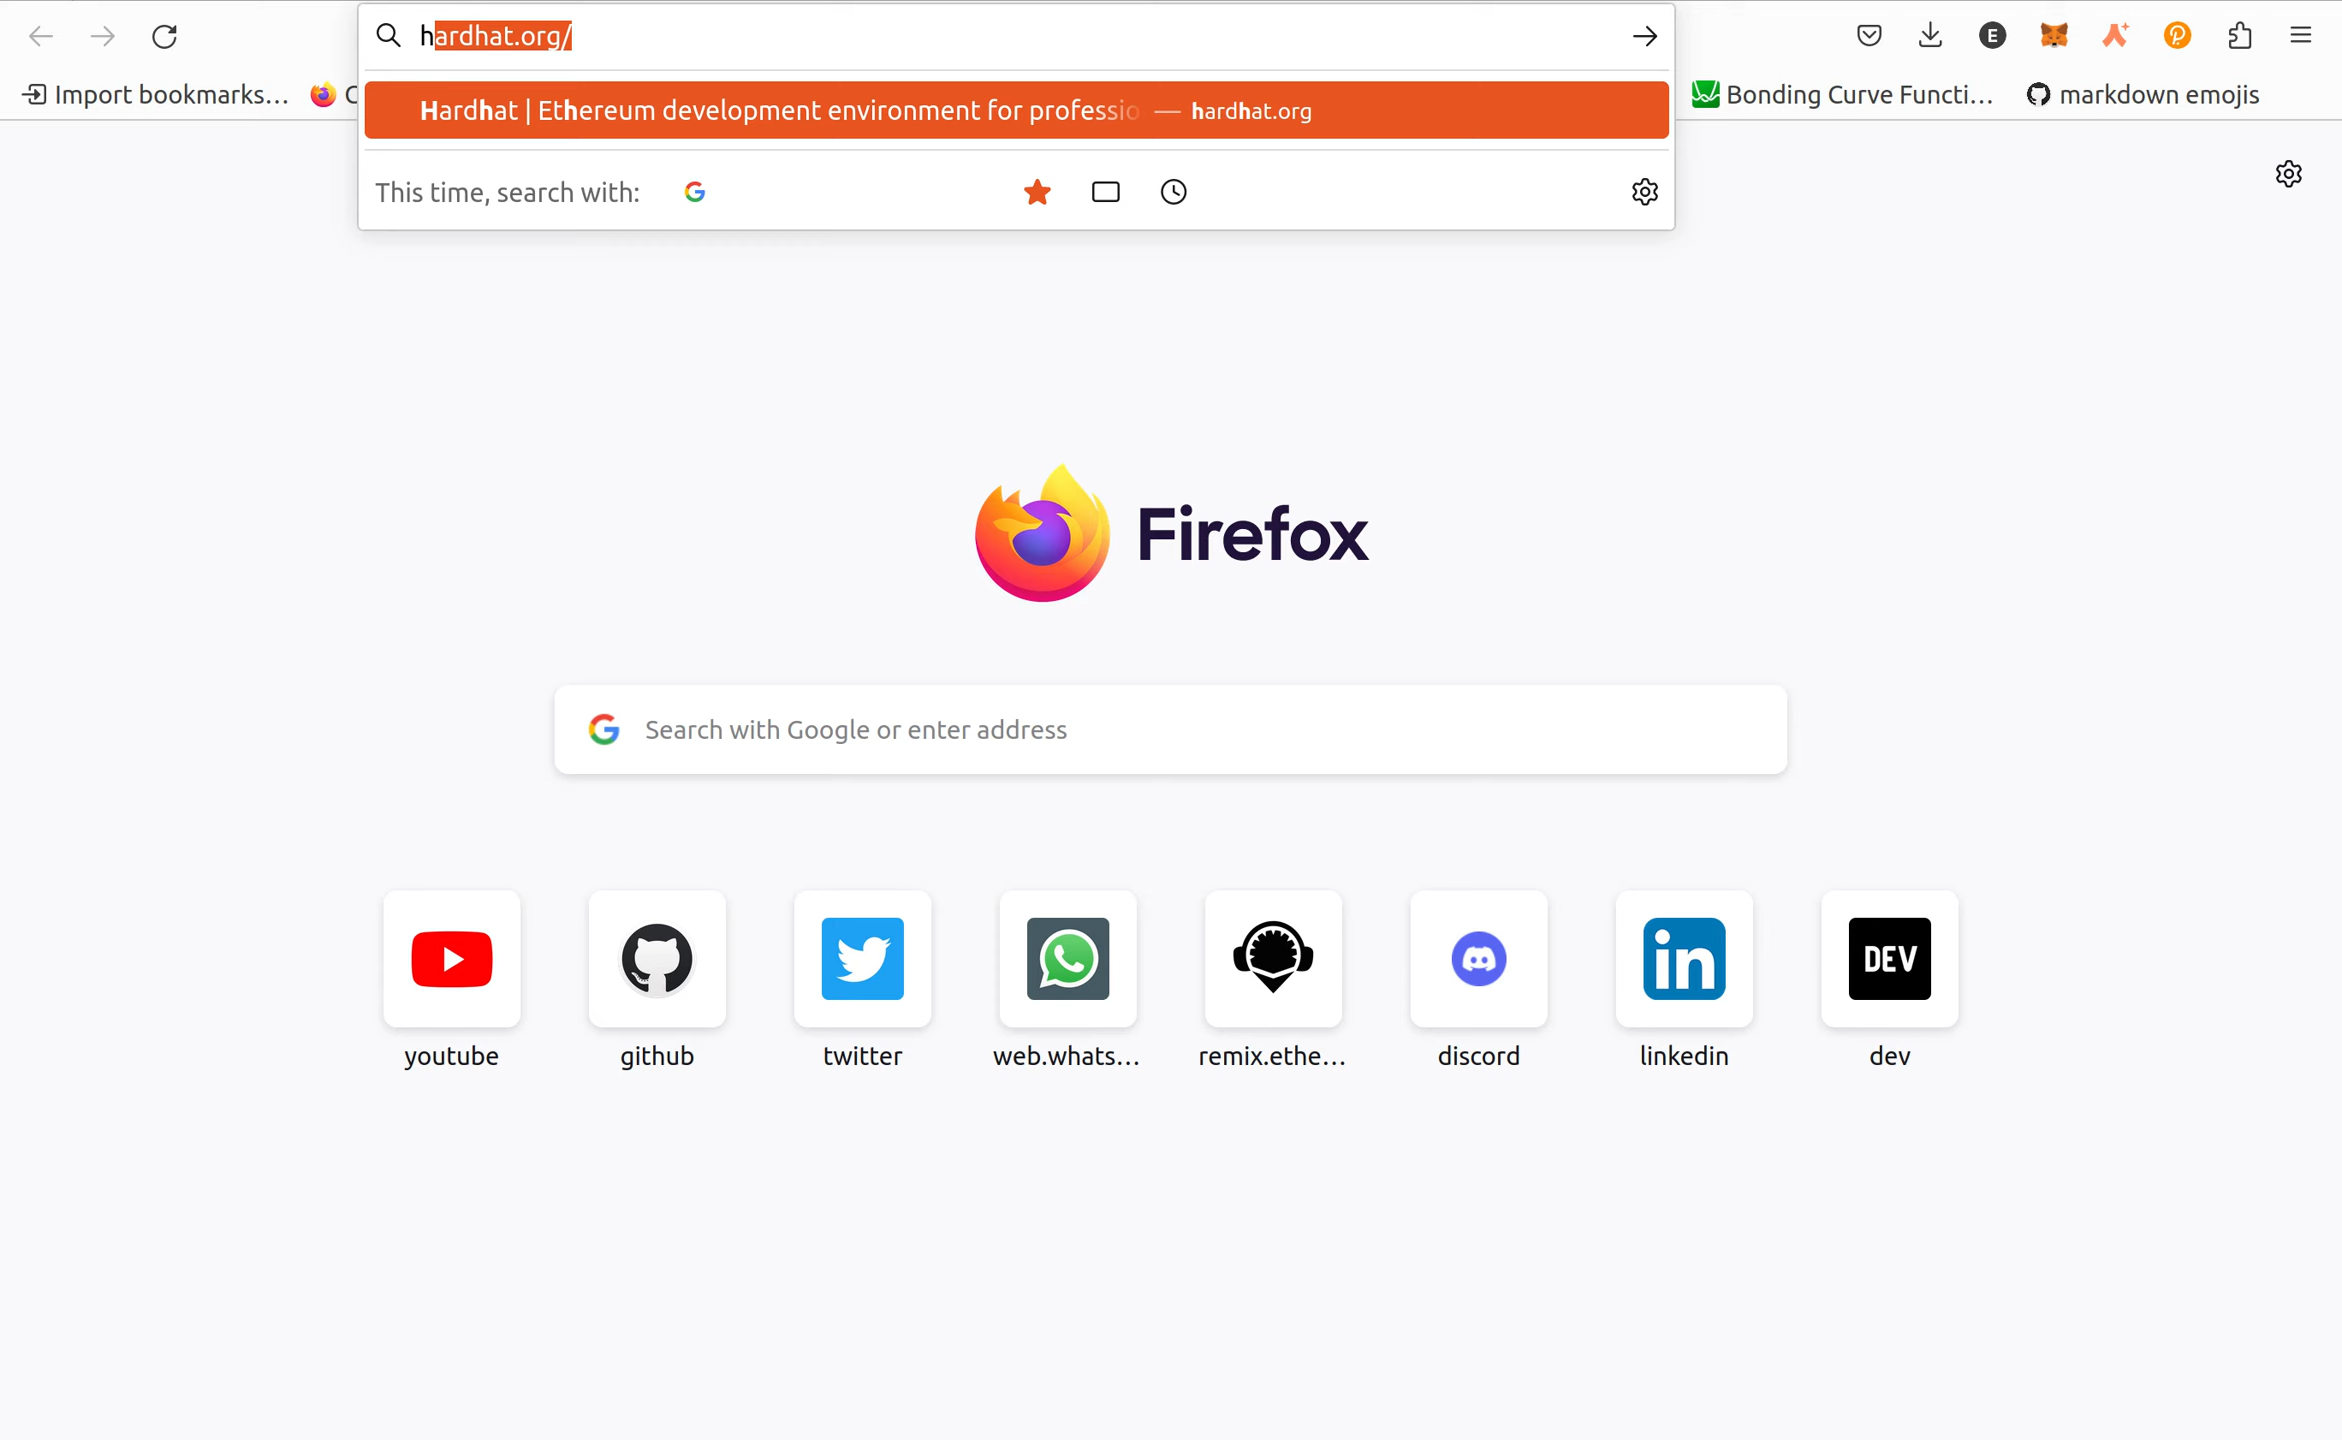 hardhat.org/
E
Import bookmarks...
C
Hardhat | Ethereum development environment for professio — hardhat.org
Bonding Curve Functi...
markdown emojis
This time, search with:
Firefox
Search with Google or enter address
in
DEV
youtube
github
twitter
web.whats...
remix.ethe...
discord
linkedin
dev